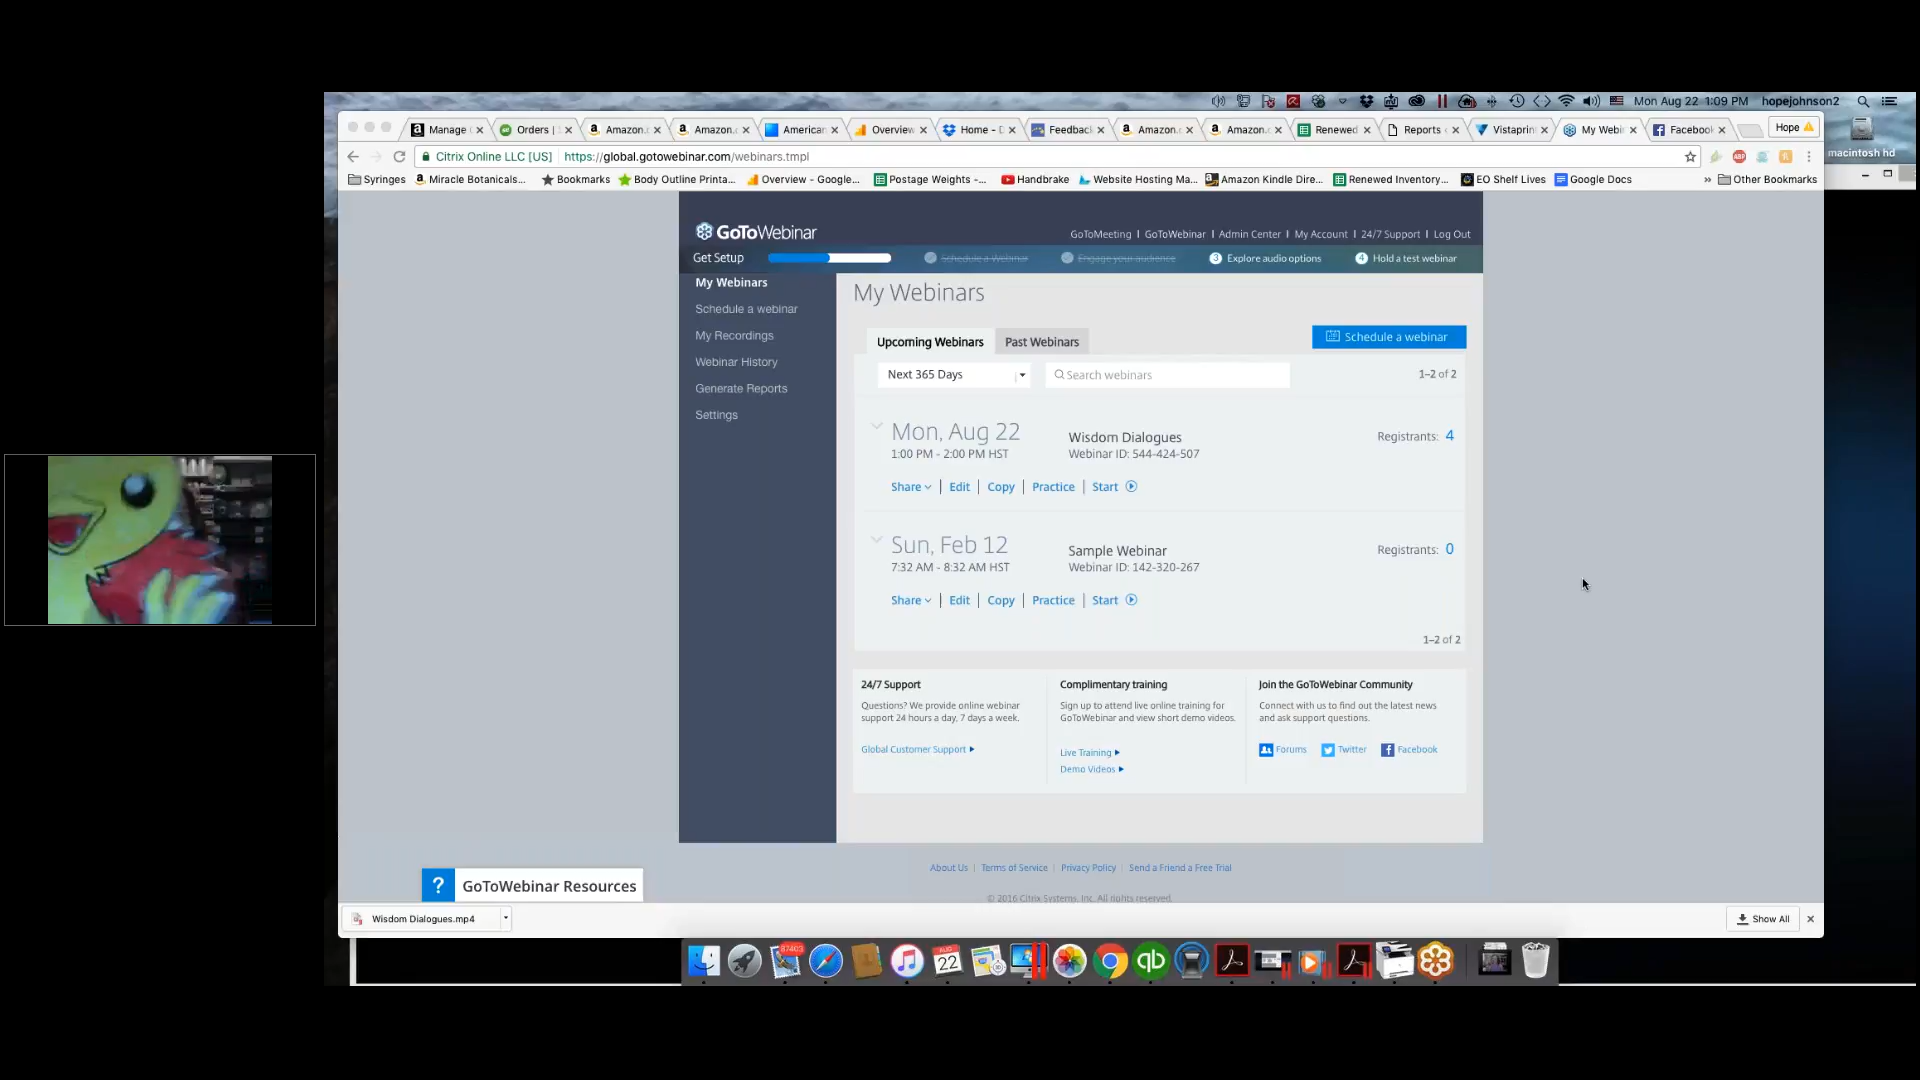 Mon Aug 22 1:09 PM hopejohnson2
Manage Orders | Amazon.c Amazon. American Overview Home - D Feedback Amazon.c Amazon. Renewed Reports Vistaprin My Webin Facebook Hope
macintosh hd
Citrix Online LLC [US] https://global.gotowebinar.com/webinars.tmpl
Syringes Miracle Botanicals... Bookmarks Body Outline Printa... Overview - Google... Postage Weights -... Handbrake Website Hosting Ma... Amazon Kindle Dire... Renewed Inventory... EO Shelf Lives Google Docs » Other Bookmarks
GoToWebinar
GoToMeeting | GoToWebinar | Admin Center | My Account | 24/7 Support | Log Out
Get Setup Schedule a Webinar Engage your audience 3 Explore audio options 4 Hold a test webinar
My Webinars
Schedule a webinar
My Recordings
Webinar History
Generate Reports
Settings
My Webinars
Upcoming Webinars Past Webinars Schedule a webinar
Next 365 Days Search webinars 1–2 of 2
Mon, Aug 22 Wisdom Dialogues Registrants: 4
1:00 PM - 2:00 PM HST Webinar ID: 544-424-507
Share | Edit | Copy | Practice | Start
Sun, Feb 12 Sample Webinar Registrants: 0
7:32 AM - 8:32 AM HST Webinar ID: 142-320-267
Share | Edit | Copy | Practice | Start
1–2 of 2
24/7 Support
Questions? We provide online webinar
support 24 hours a day, 7 days a week.
Global Customer Support
Complimentary training
Sign up to attend live online training for
GoToWebinar and view short demo videos.
Live Training
Demo Videos
Join the GoToWebinar Community
Connect with us to find out the latest news
and ask support questions.
Forums Twitter Facebook
About Us | Terms of Service | Privacy Policy | Send a Friend a Free Trial
© 2016 Citrix Systems, Inc. All rights reserved.
? GoToWebinar Resources
Wisdom Dialogues.mp4 Show All
AUG
22